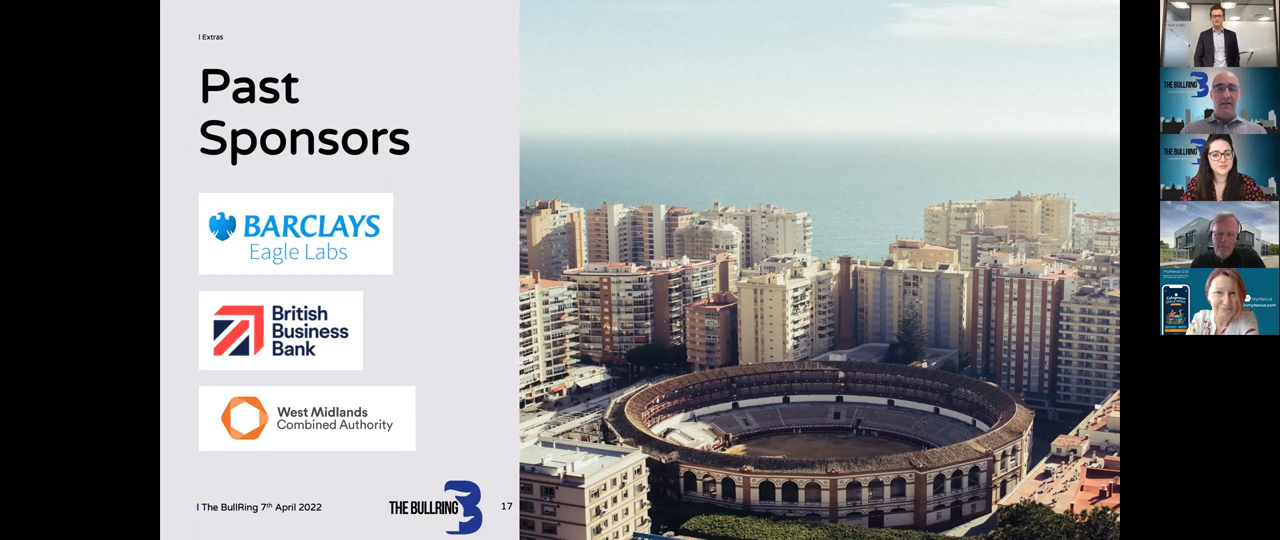 Extras
Past
Sponsors
BARCLAYS
Eagle Labs
British
Business
Bank
West Midlands
Combined Authority
The BullRing 7th April 2022
THE BULLRING 3
17
THE BULLRING
THE BULLRING
myNexus